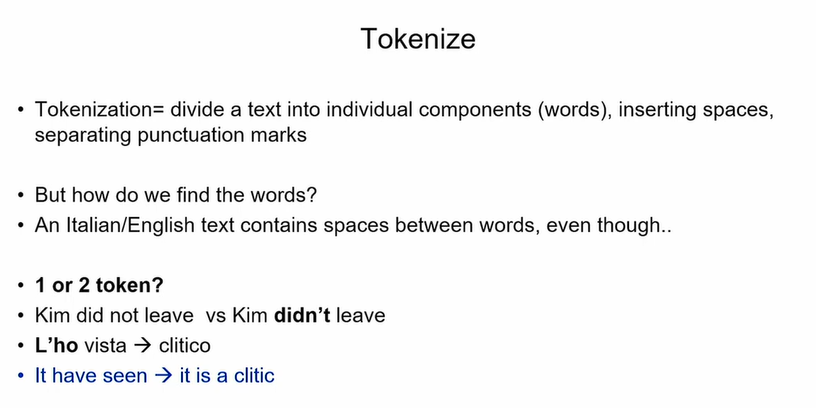 Tokenize
• Tokenization= divide a text into individual components (words), inserting spaces,
separating punctuation marks
• But how do we find the words?
• An Italian/English text contains spaces between words, even though..
• 1 or 2 token?
• Kim did not leave  vs Kim didn’t leave
• L’ho vista → clitico
• It have seen → it is a clitic